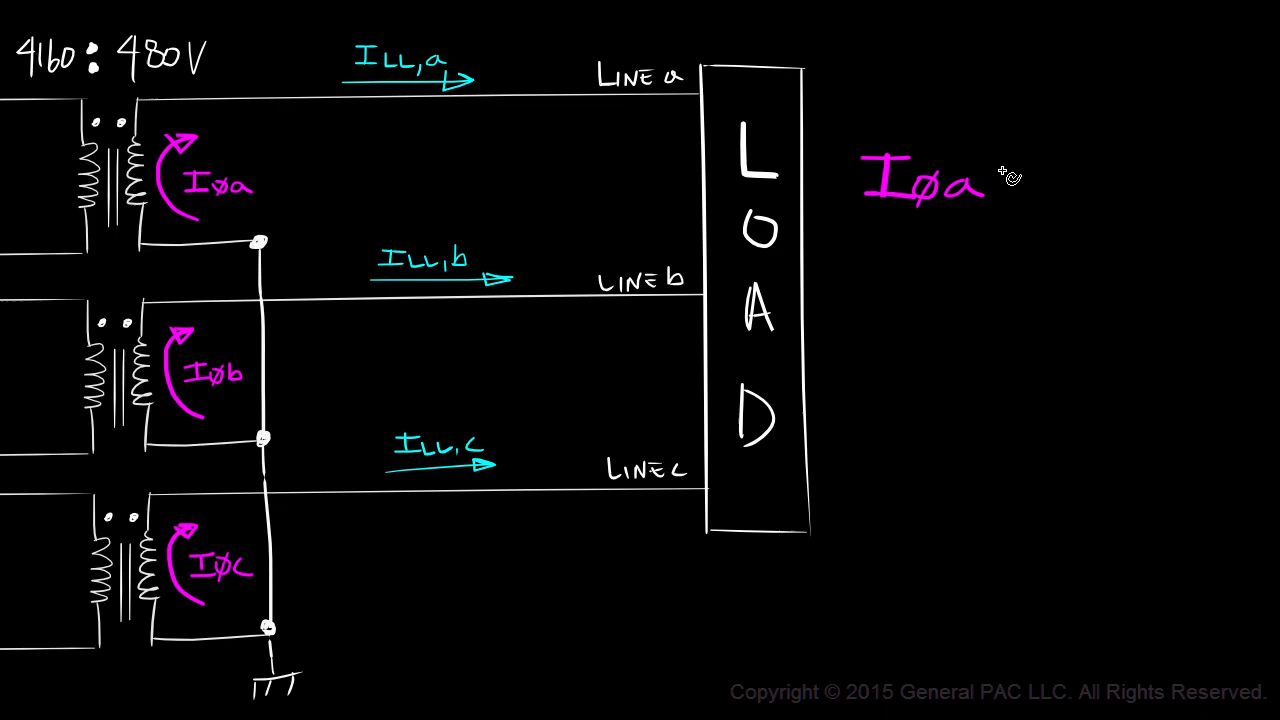 4160 : 480V
ILL,a
LINE a
IØa
IØa
ILL,b
LINE b
IØb
ILL,c
LINE c
IØc
LOAD
Copyright © 2015 General PAC LLC. All Rights Reserved.